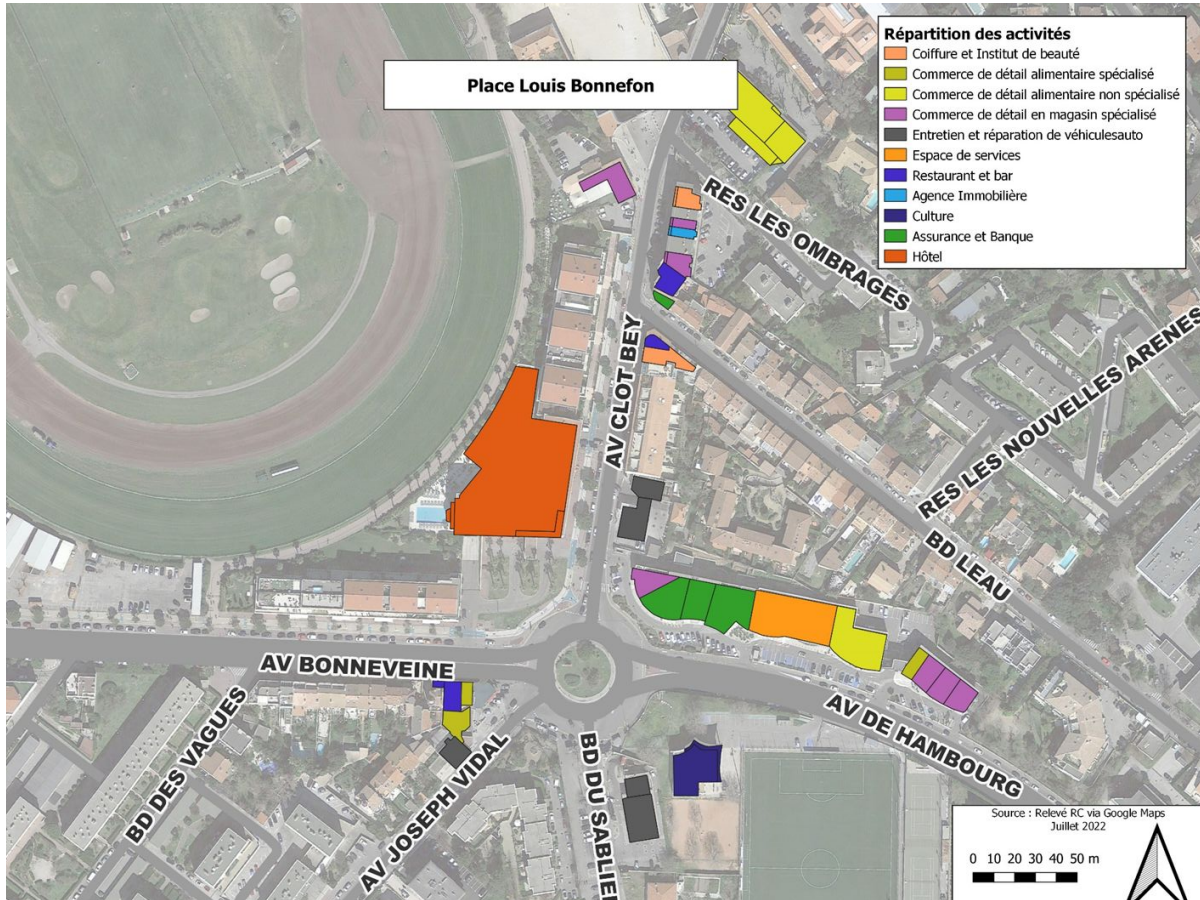 Place Louis Bonnefon
Répartition des activités
Coiffure et Institut de beauté
Commerce de détail alimentaire spécialisé
Commerce de détail alimentaire non spécialisé
Commerce de détail en magasin spécialisé
Entretien et réparation de véhiculesauto
Espace de services
Restaurant et bar
Agence Immobilière
Culture
Assurance et Banque
Hôtel
RES LES OMBRAGES
AV CLOT BEY
RES LES NOUVELLES ARENES
BD LEAU
AV BONNEVEINE
BD DES VAGUES
AV JOSEPH VIDAL
BD DU SABLIER
AV DE HAMBOURG
Source : Relevé RC via Google Maps
Juillet 2022
0 10 20 30 40 50 m